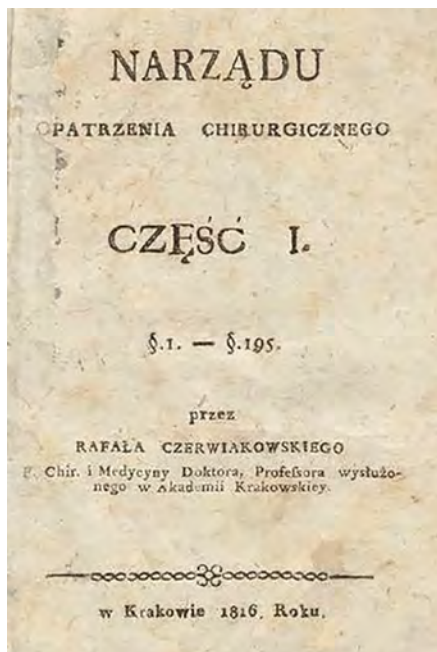 NARZĄDU
OPATRZENIA CHIRURGICZNEGO
CZĘŚĆ I.
§.1. — §.195.
przez
RAFAŁA CZERWIAKOWSKIEGO
Chir. i Medycyny Doktora, Profeſsora wysłużo-
nego w Akademii Krakowskiey.
w Krakowie 1816. Roku.